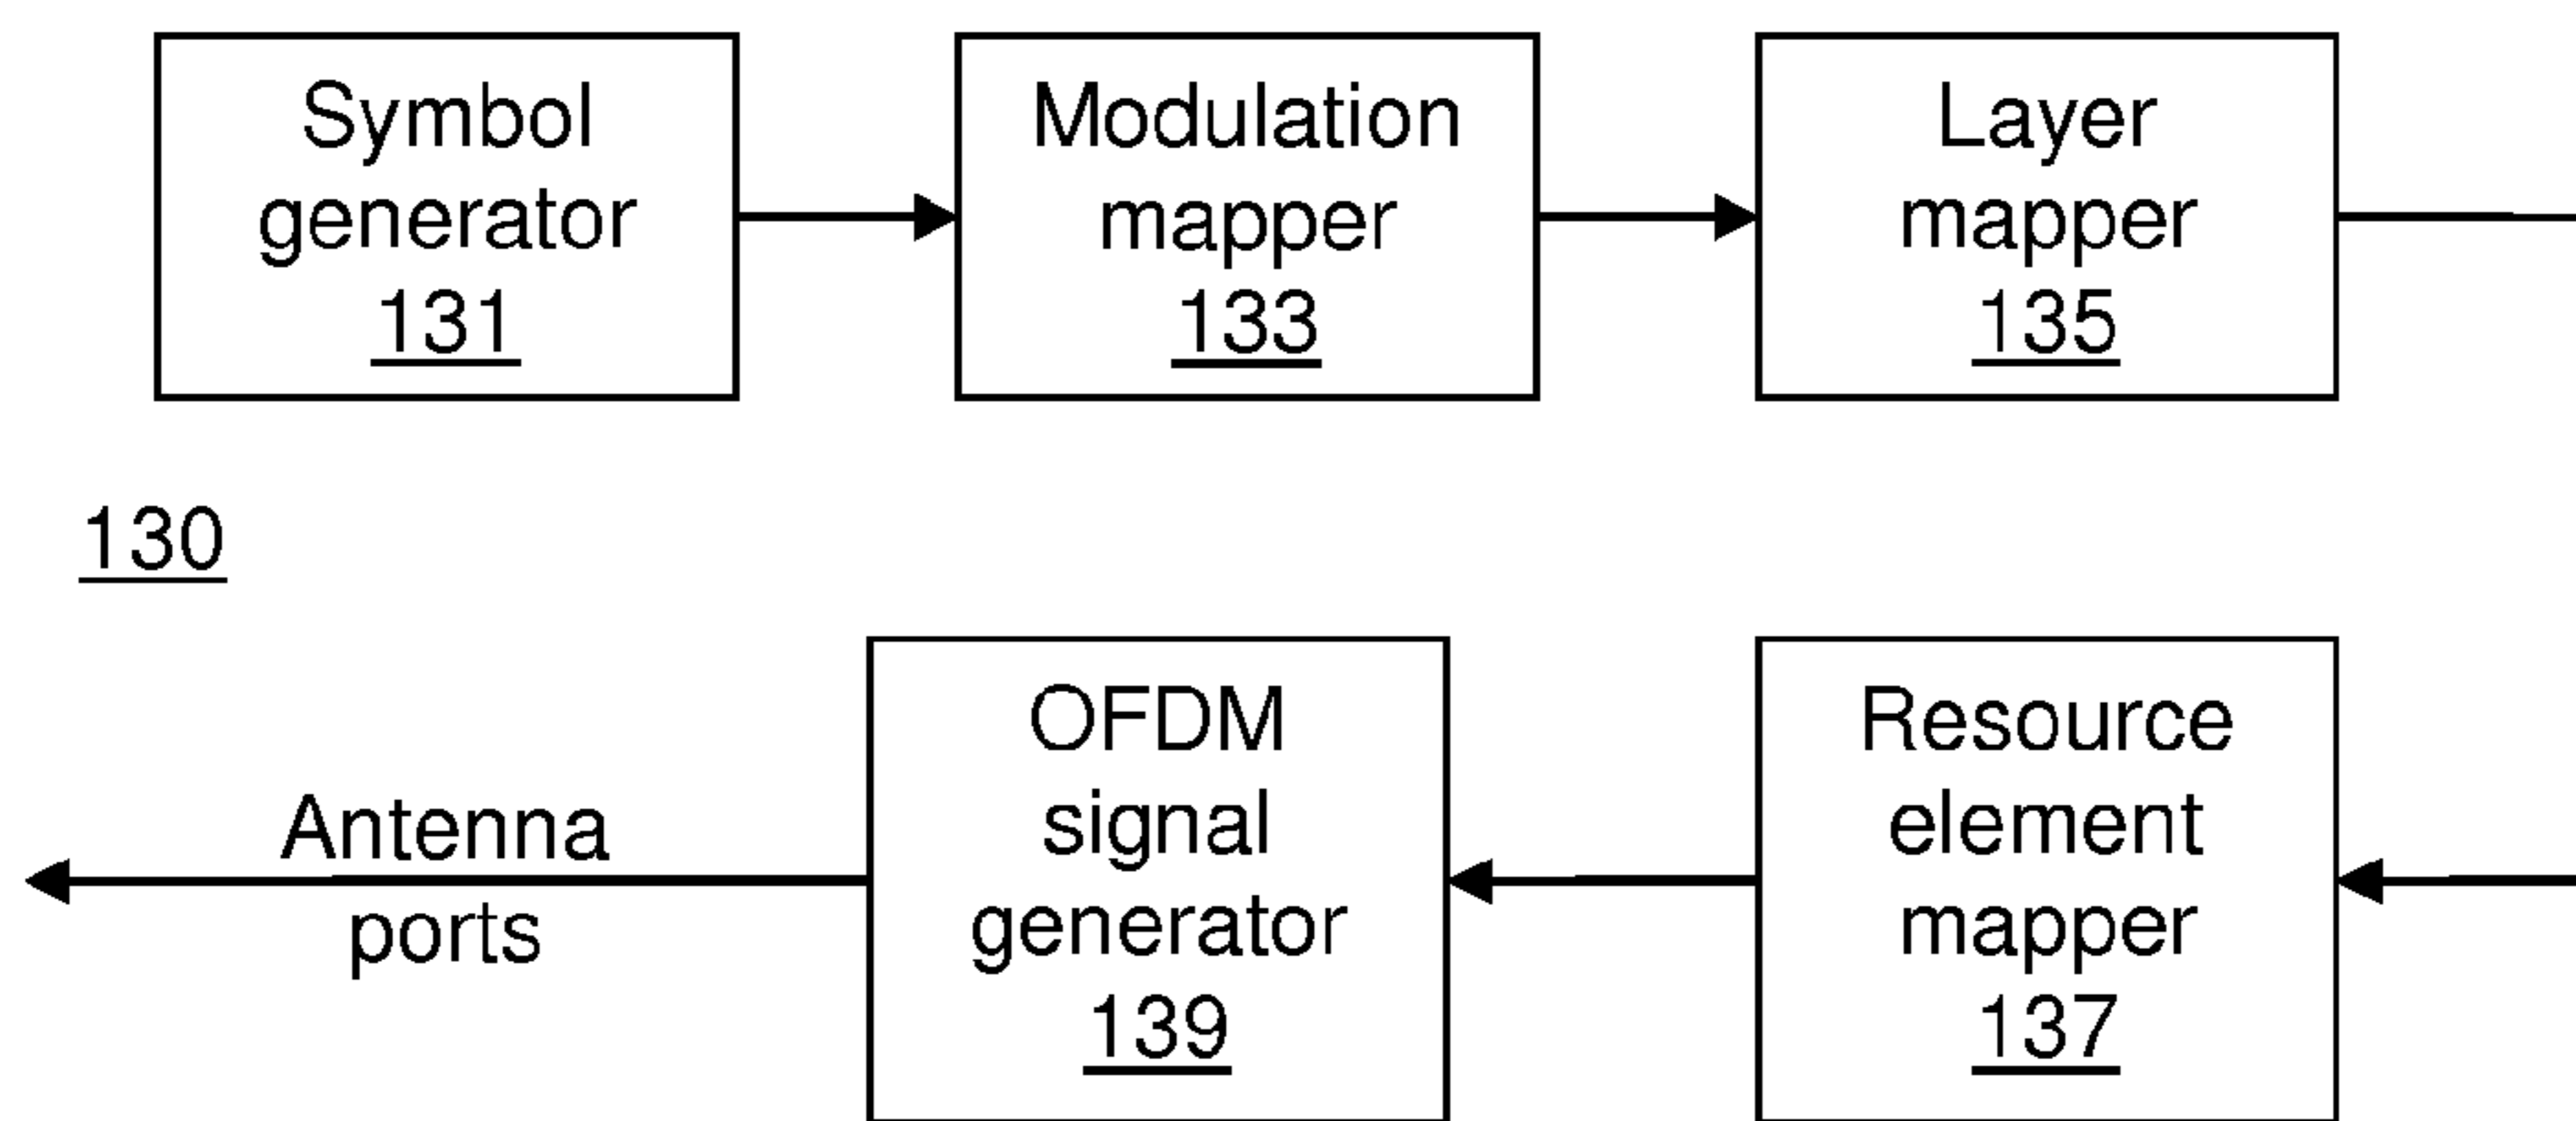 Symbol
generator
131
Modulation
mapper
133
Layer
mapper
135
130
OFDM
signal
generator
139
Resource
element
mapper
137
Antenna
ports